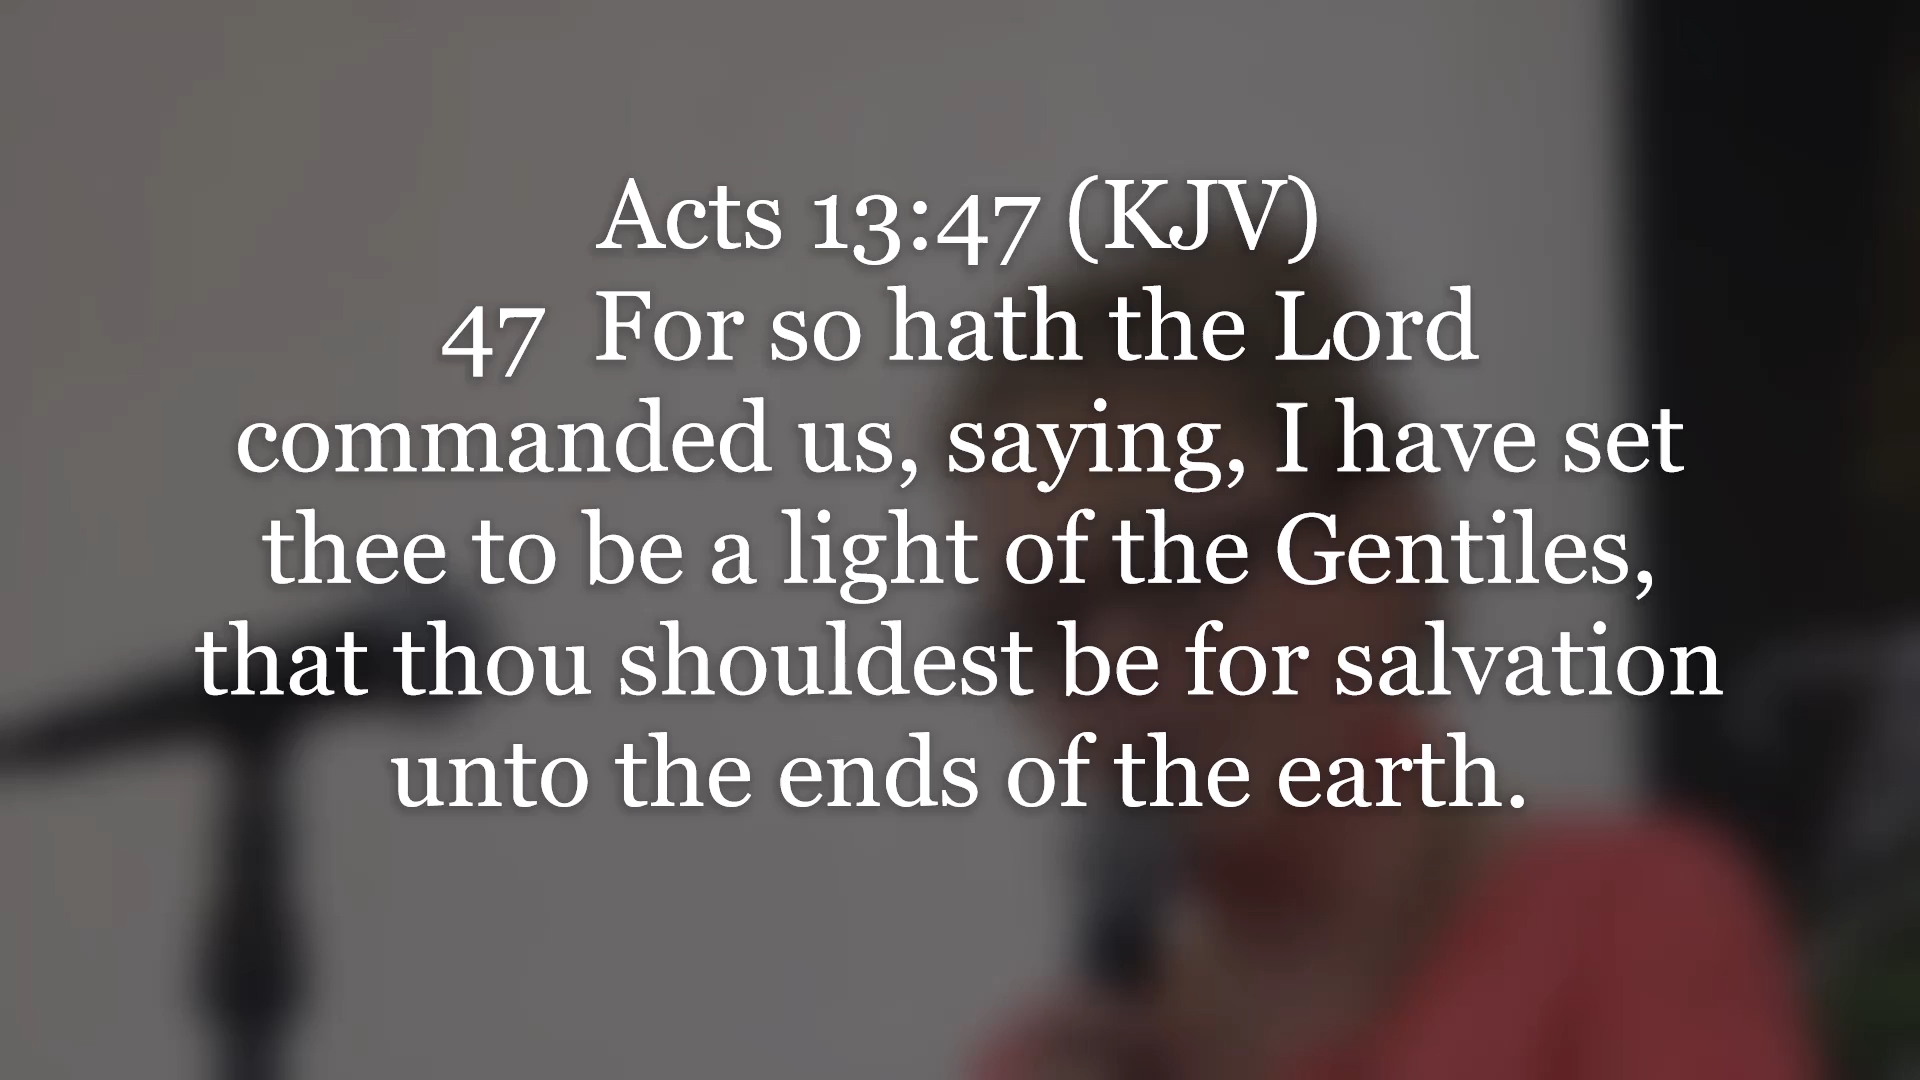 Acts 13:47 (KJV)
47  For so hath the Lord
commanded us, saying, I have set
thee to be a light of the Gentiles,
that thou shouldest be for salvation
unto the ends of the earth.